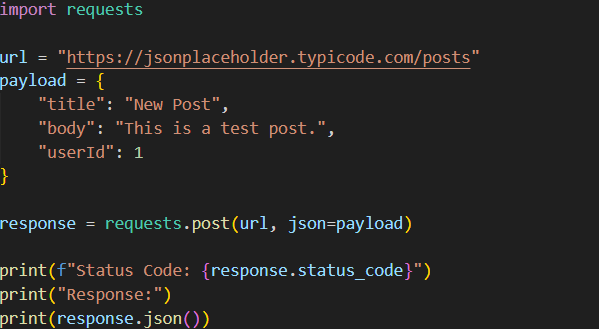 import requests
url = "https://jsonplaceholder.typicode.com/posts"
payload = {
    "title": "New Post",
    "body": "This is a test post.",
    "userId": 1
}
response = requests.post(url, json=payload)
print(f"Status Code: {response.status_code}")
print("Response:")
print(response.json())